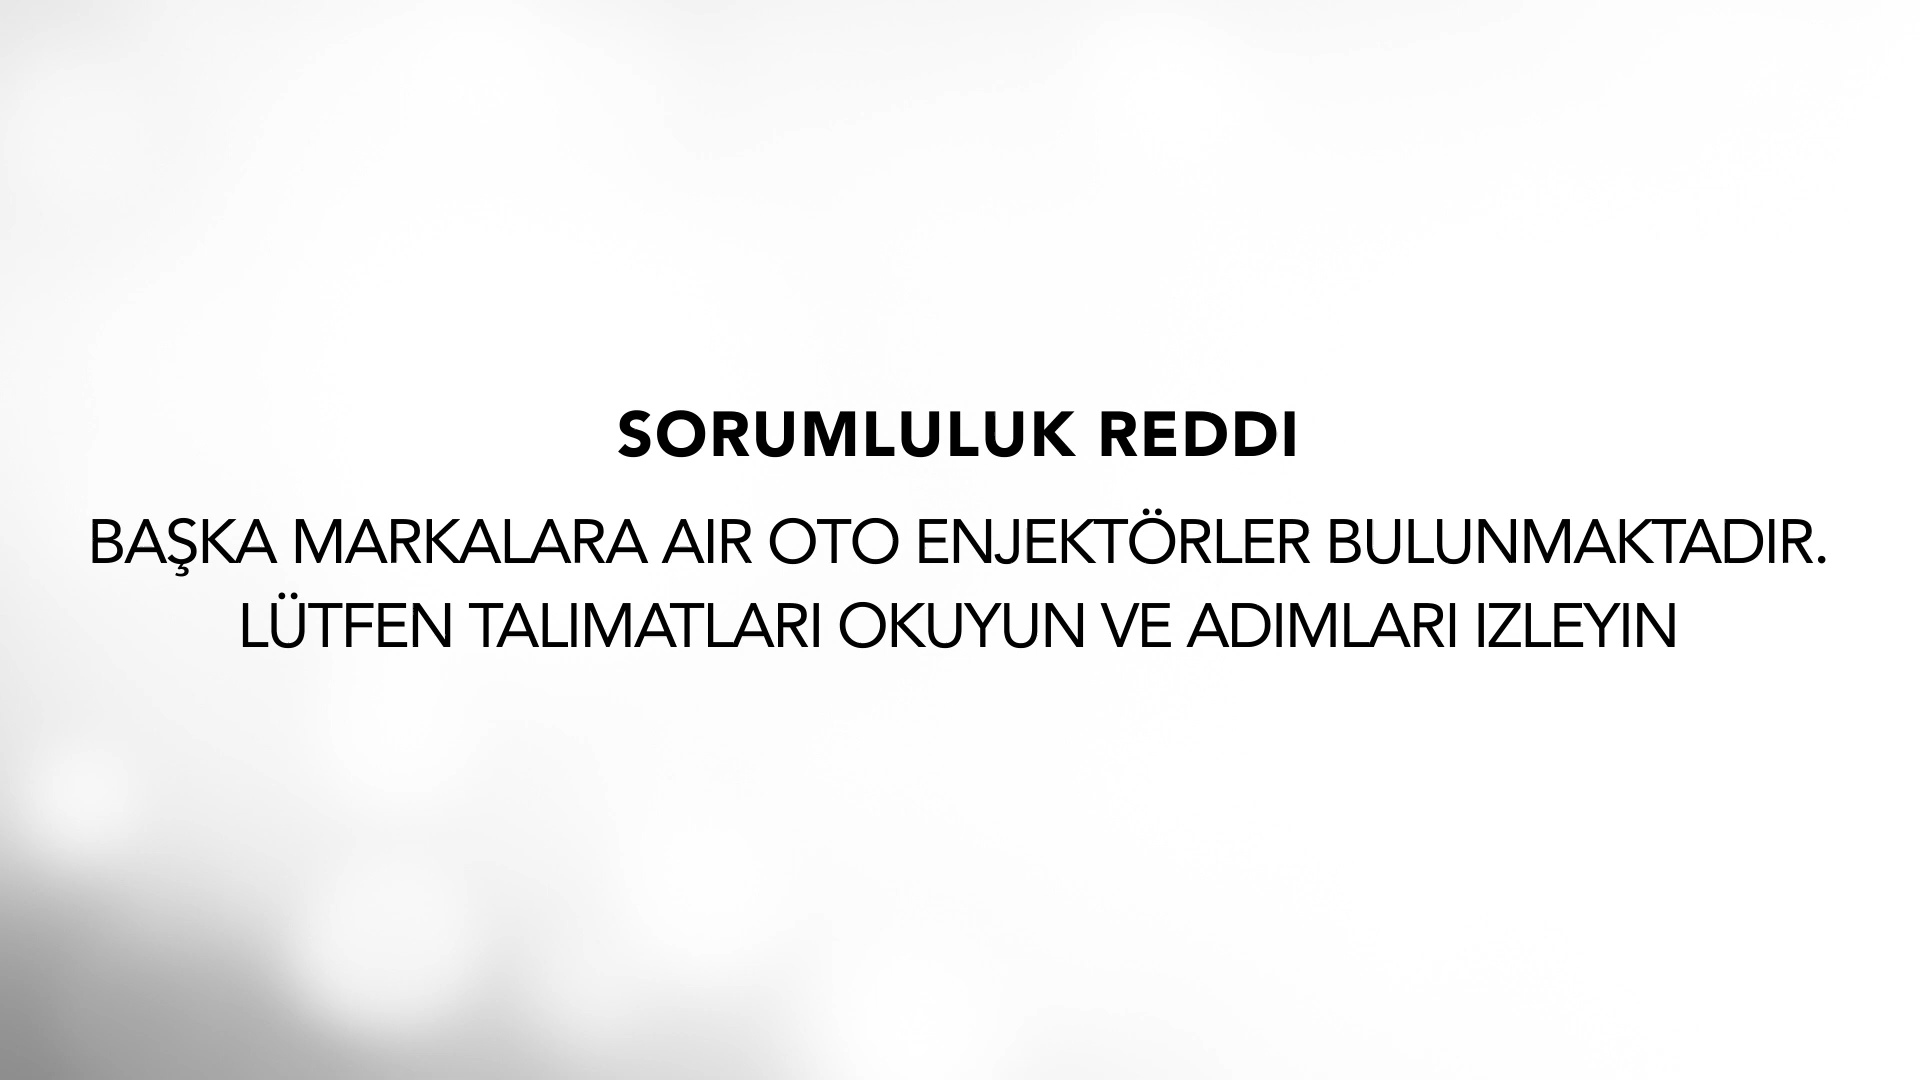 SORUMLULUK REDDI
BAŞKA MARKALARA AIR OTO ENJEKTÖRLER BULUNMAKTADIR.
LÜTFEN TALIMATLARI OKUYUN VE ADIMLARI IZLEYIN